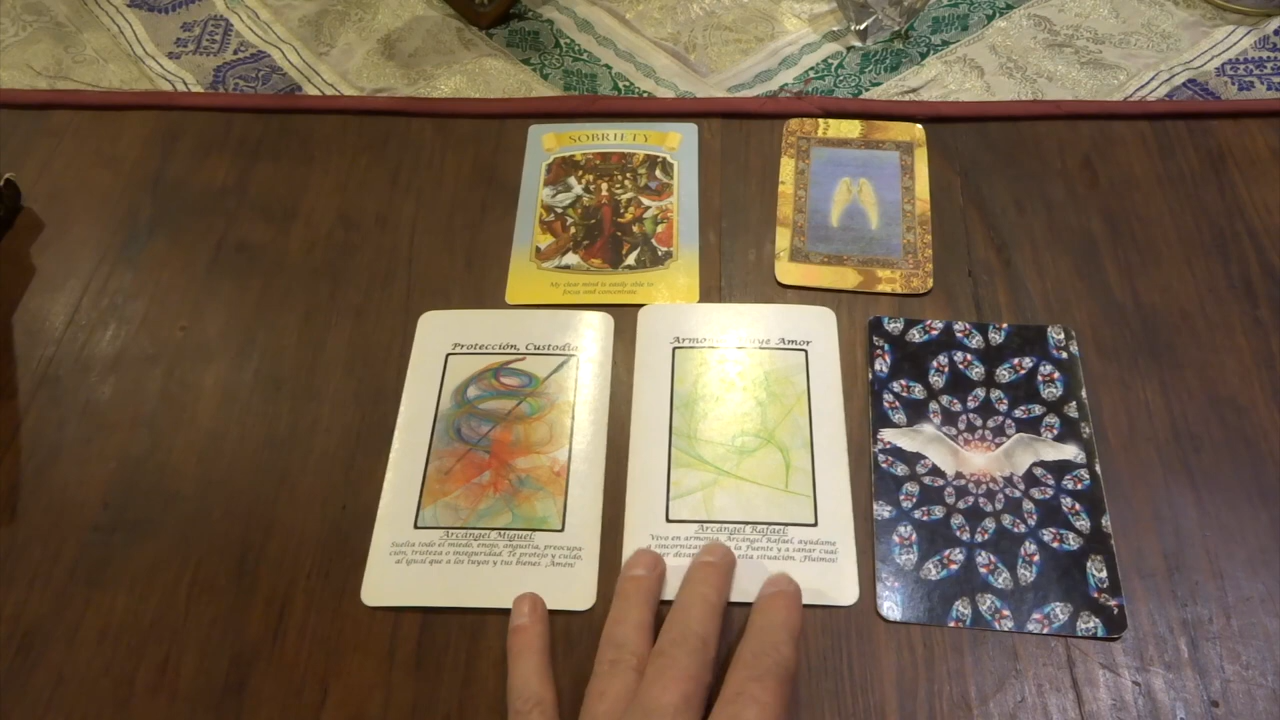 SOBRIETY
My clear mind is easily able to
focus and concentrate.
Protección, Custodia
Arcángel Miguel:
Suelta todo el miedo, enojo, angustia, preocupa-
ción, tristeza o inseguridad. Te protejo y cuido,
al igual que a los tuyos y tus bienes. ¡Amén!
Amor
Arcángel Rafael:
Vivo en armonía. Arcángel Rafael, ayúdame
a la Fuente y a sanar cual-
esta situación. ¡Fluimos!